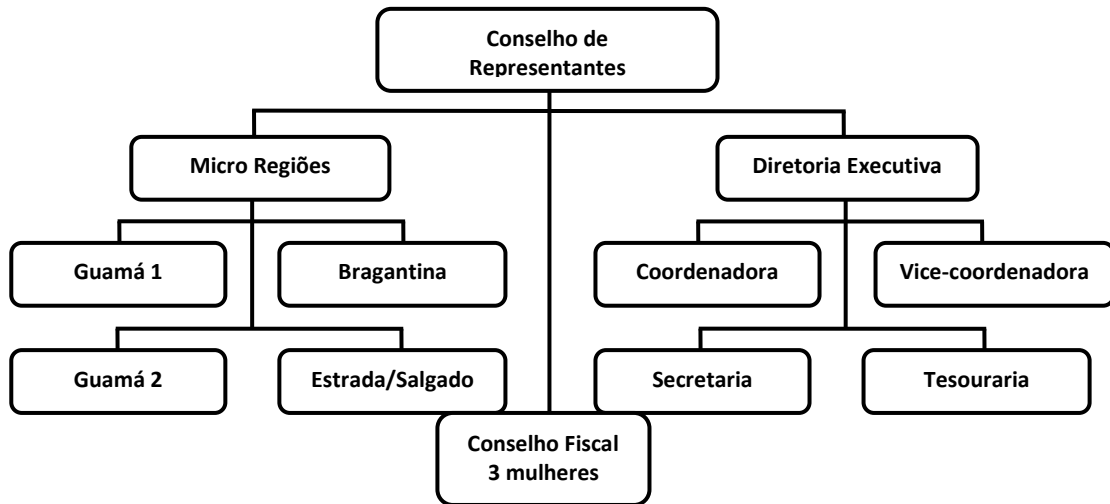 Conselho de
Representantes
Micro Regiões
Diretoria Executiva
Guamá 1
Bragantina
Coordenadora
Vice-coordenadora
Guamá 2
Estrada/Salgado
Secretaria
Tesouraria
Conselho Fiscal
3 mulheres